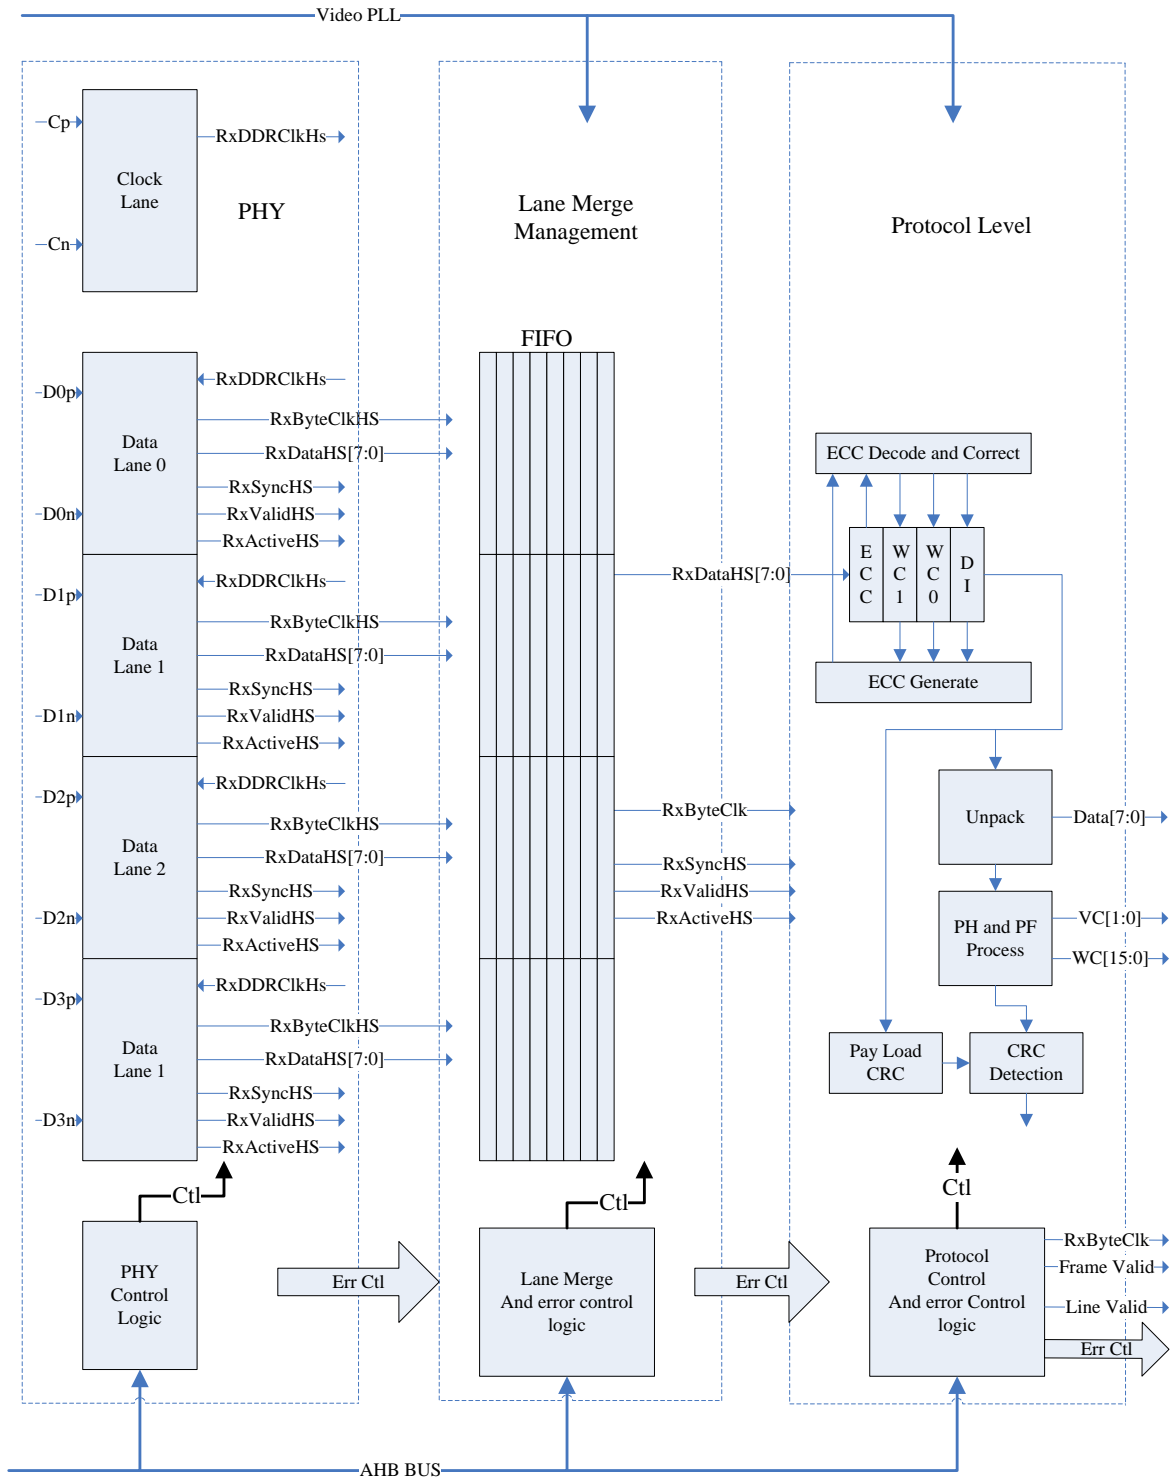 Video PLL
Cp
Cn
Clock
Lane
RxDDRClkHs
PHY
D0p
D0n
Data
Lane 0
RxDDRClkHs
RxByteClkHS
RxDataHS[7:0]
RxSyncHS
RxValidHS
RxActiveHS
D1p
D1n
Data
Lane 1
RxDDRClkHs
RxByteClkHS
RxDataHS[7:0]
RxSyncHS
RxValidHS
RxActiveHS
D2p
D2n
Data
Lane 2
RxDDRClkHs
RxByteClkHS
RxDataHS[7:0]
RxSyncHS
RxValidHS
RxActiveHS
D3p
D3n
Data
Lane 1
RxDDRClkHs
RxByteClkHS
RxDataHS[7:0]
RxSyncHS
RxValidHS
RxActiveHS
Ctl
PHY
Control
Logic
Err Ctl
Lane Merge
Management
FIFO
RxDataHS[7:0]
RxByteClk
RxSyncHS
RxValidHS
RxActiveHS
Ctl
Lane Merge
And error control
logic
Err Ctl
Protocol Level
ECC Decode and Correct
ECC
WC1
WC0
DI
ECC Generate
Unpack
Data[7:0]
PH and PF
Process
VC[1:0]
WC[15:0]
Pay Load
CRC
CRC
Detection
Ctl
Protocol
Control
And error Control
logic
RxByteClk
Frame Valid
Line Valid
Err Ctl
AHB BUS